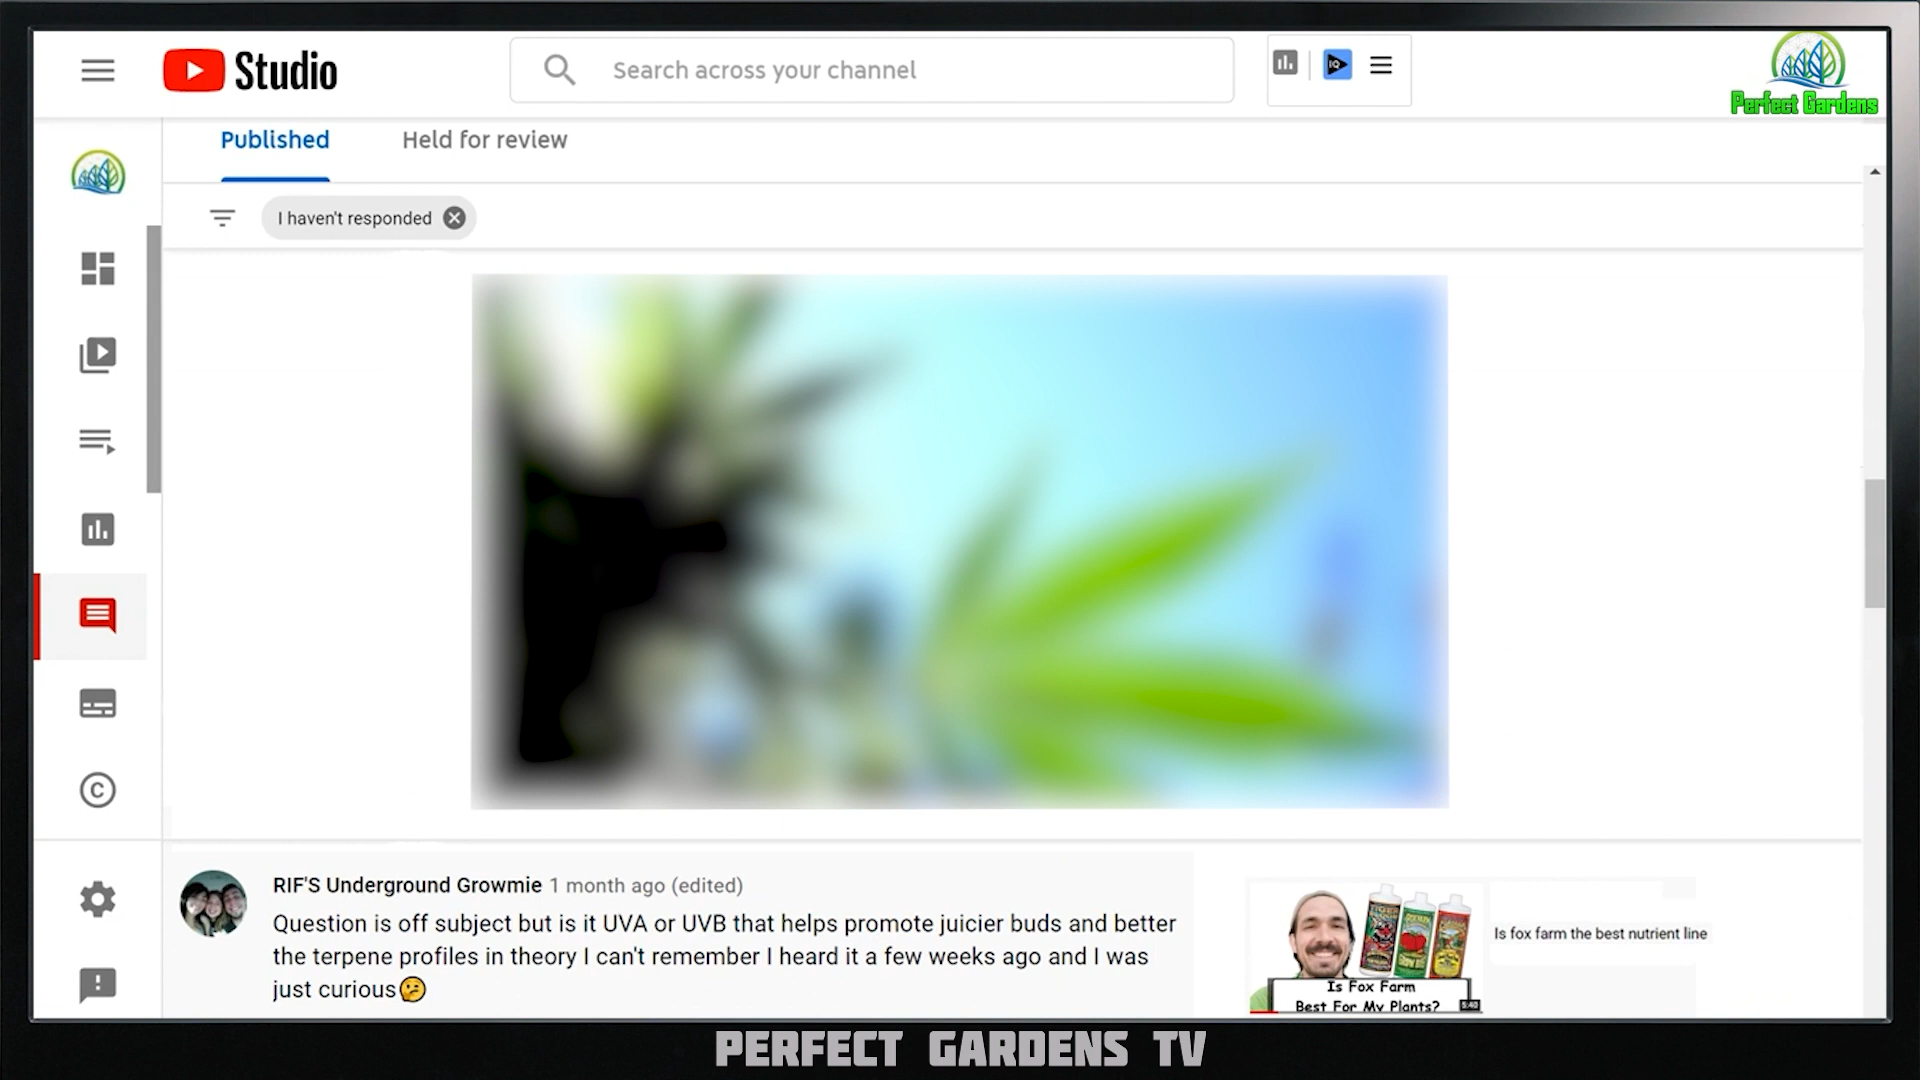 Studio
Search across your channel
IQ
Perfect Gardens
Published
Held for review
I haven't responded
RIF'S Underground Growmie 1 month ago (edited)
Question is off subject but is it UVA or UVB that helps promote juicier buds and better
the terpene profiles in theory I can't remember I heard it a few weeks ago and I was
just curious🤔
Is Fox Farm
Best For My Plants?
Is fox farm the best nutrient line
PERFECT GARDENS TV